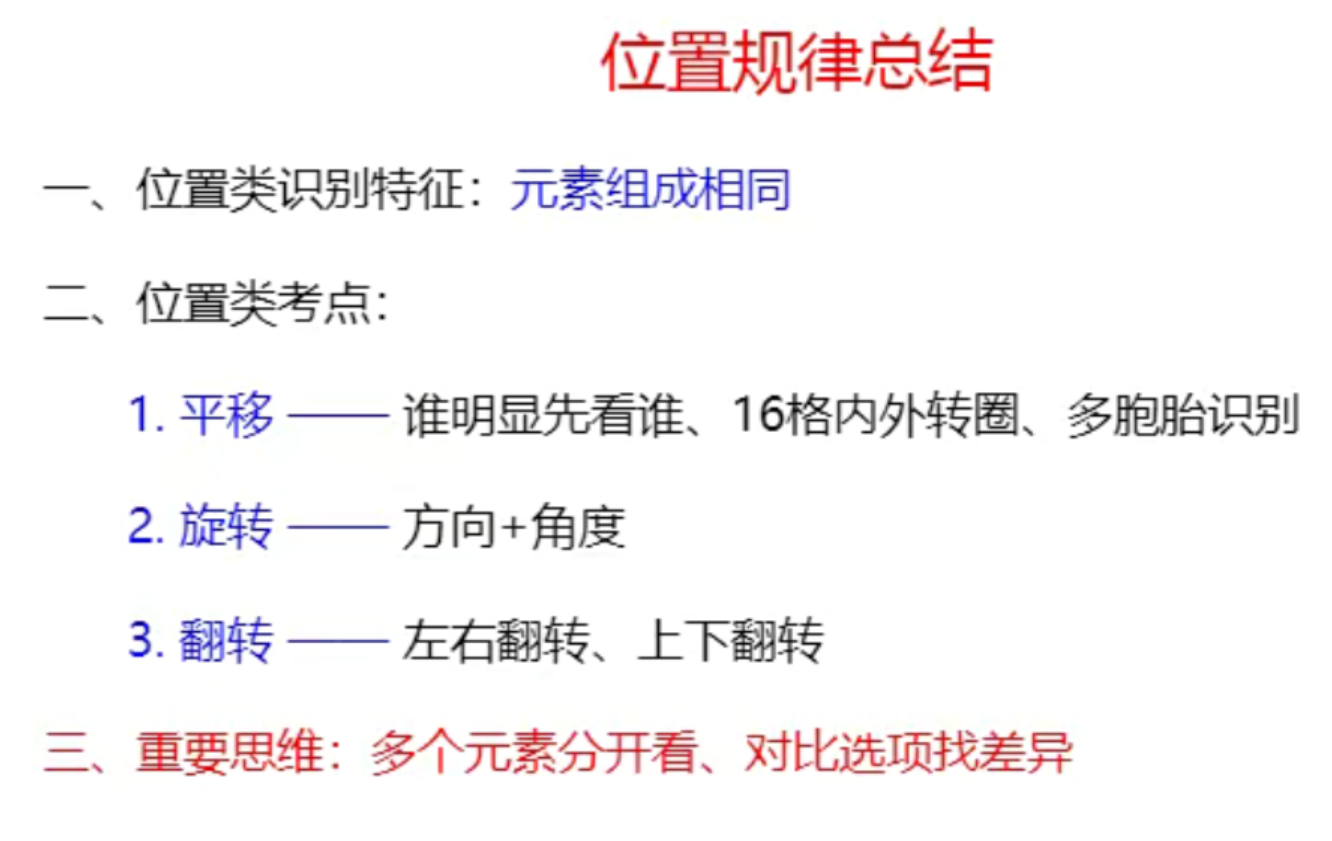 位置规律总结
一、位置类识别特征：元素组成相同
二、位置类考点：
1. 平移 —— 谁明显先看谁、16格内外转圈、多胞胎识别
2. 旋转 —— 方向+角度
3. 翻转 —— 左右翻转、上下翻转
三、重要思维：多个元素分开看、对比选项找差异